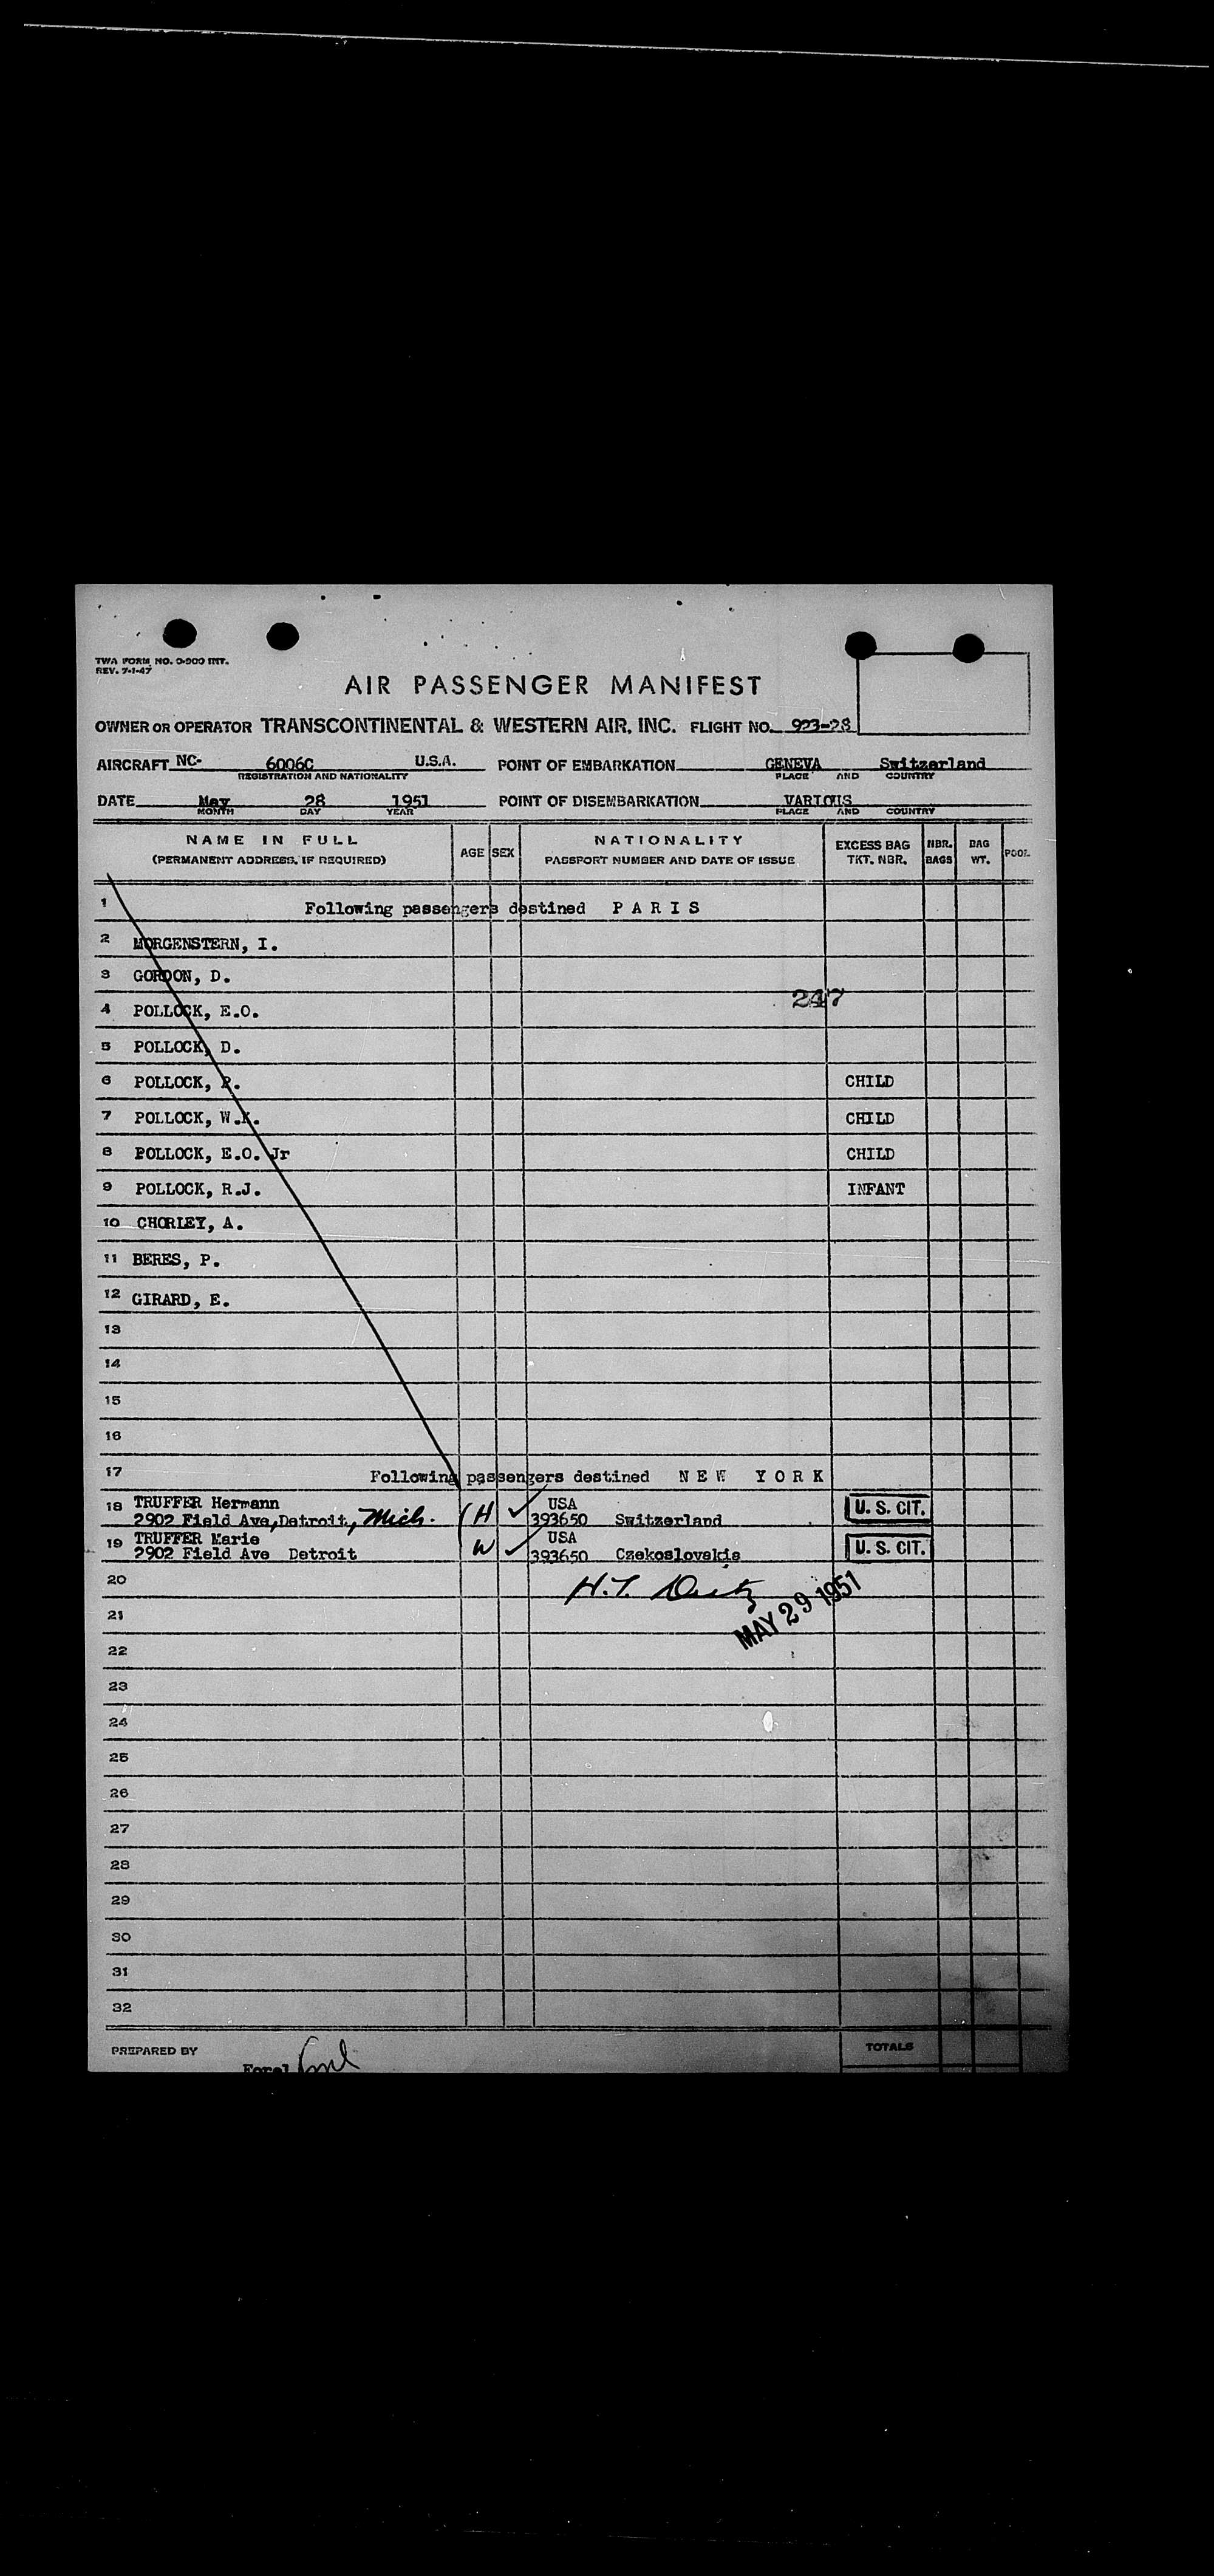 TWA FORM NO. 0-900 INT.
REV. 7-1-47
AIR PASSENGER MANIFEST
OWNER OR OPERATOR TRANSCONTINENTAL & WESTERN AIR, INC. FLIGHT NO. 923-28
AIRCRAFT NC- 6006C U.S.A. POINT OF EMBARKATION GENEVA Switzerland
REGISTRATION AND NATIONALITY PLACE AND COUNTRY
DATE May 28 1951 POINT OF DISEMBARKATION VARIOUS
MONTH DAY YEAR PLACE AND COUNTRY
NAME IN FULL
(PERMANENT ADDRESS, IF REQUIRED)
AGE SEX
NATIONALITY
PASSPORT NUMBER AND DATE OF ISSUE
EXCESS BAG
TKT. NBR.
NBR.
BAGS
BAG
WT.
POOL
1 Following passengers destined P A R I S
2 MORGENSTERN, I.
3 GORDON, D.
247
4 POLLOCK, E.O.
5 POLLOCK, D.
6 POLLOCK, P. CHILD
7 POLLOCK, W.K. CHILD
8 POLLOCK, E.O. Jr CHILD
9 POLLOCK, R.J. INFANT
10 CHORLEY, A.
11 BERES, P.
12 GIRARD, E.
13
14
15
16
17 Following passengers destined N E W Y O R K
18 TRUFFER Hermann USA U. S. CIT.
2902 Field Ave, Detroit, Mich. (H 393650 Switzerland
19 TRUFFER Marie USA U. S. CIT.
2902 Field Ave Detroit W 393650 Czekoslovakia
20 H.T.
MAY 29 1951
21
22
23
24
25
26
27
28
29
30
31
32
PREPARED BY TOTALS
Forel